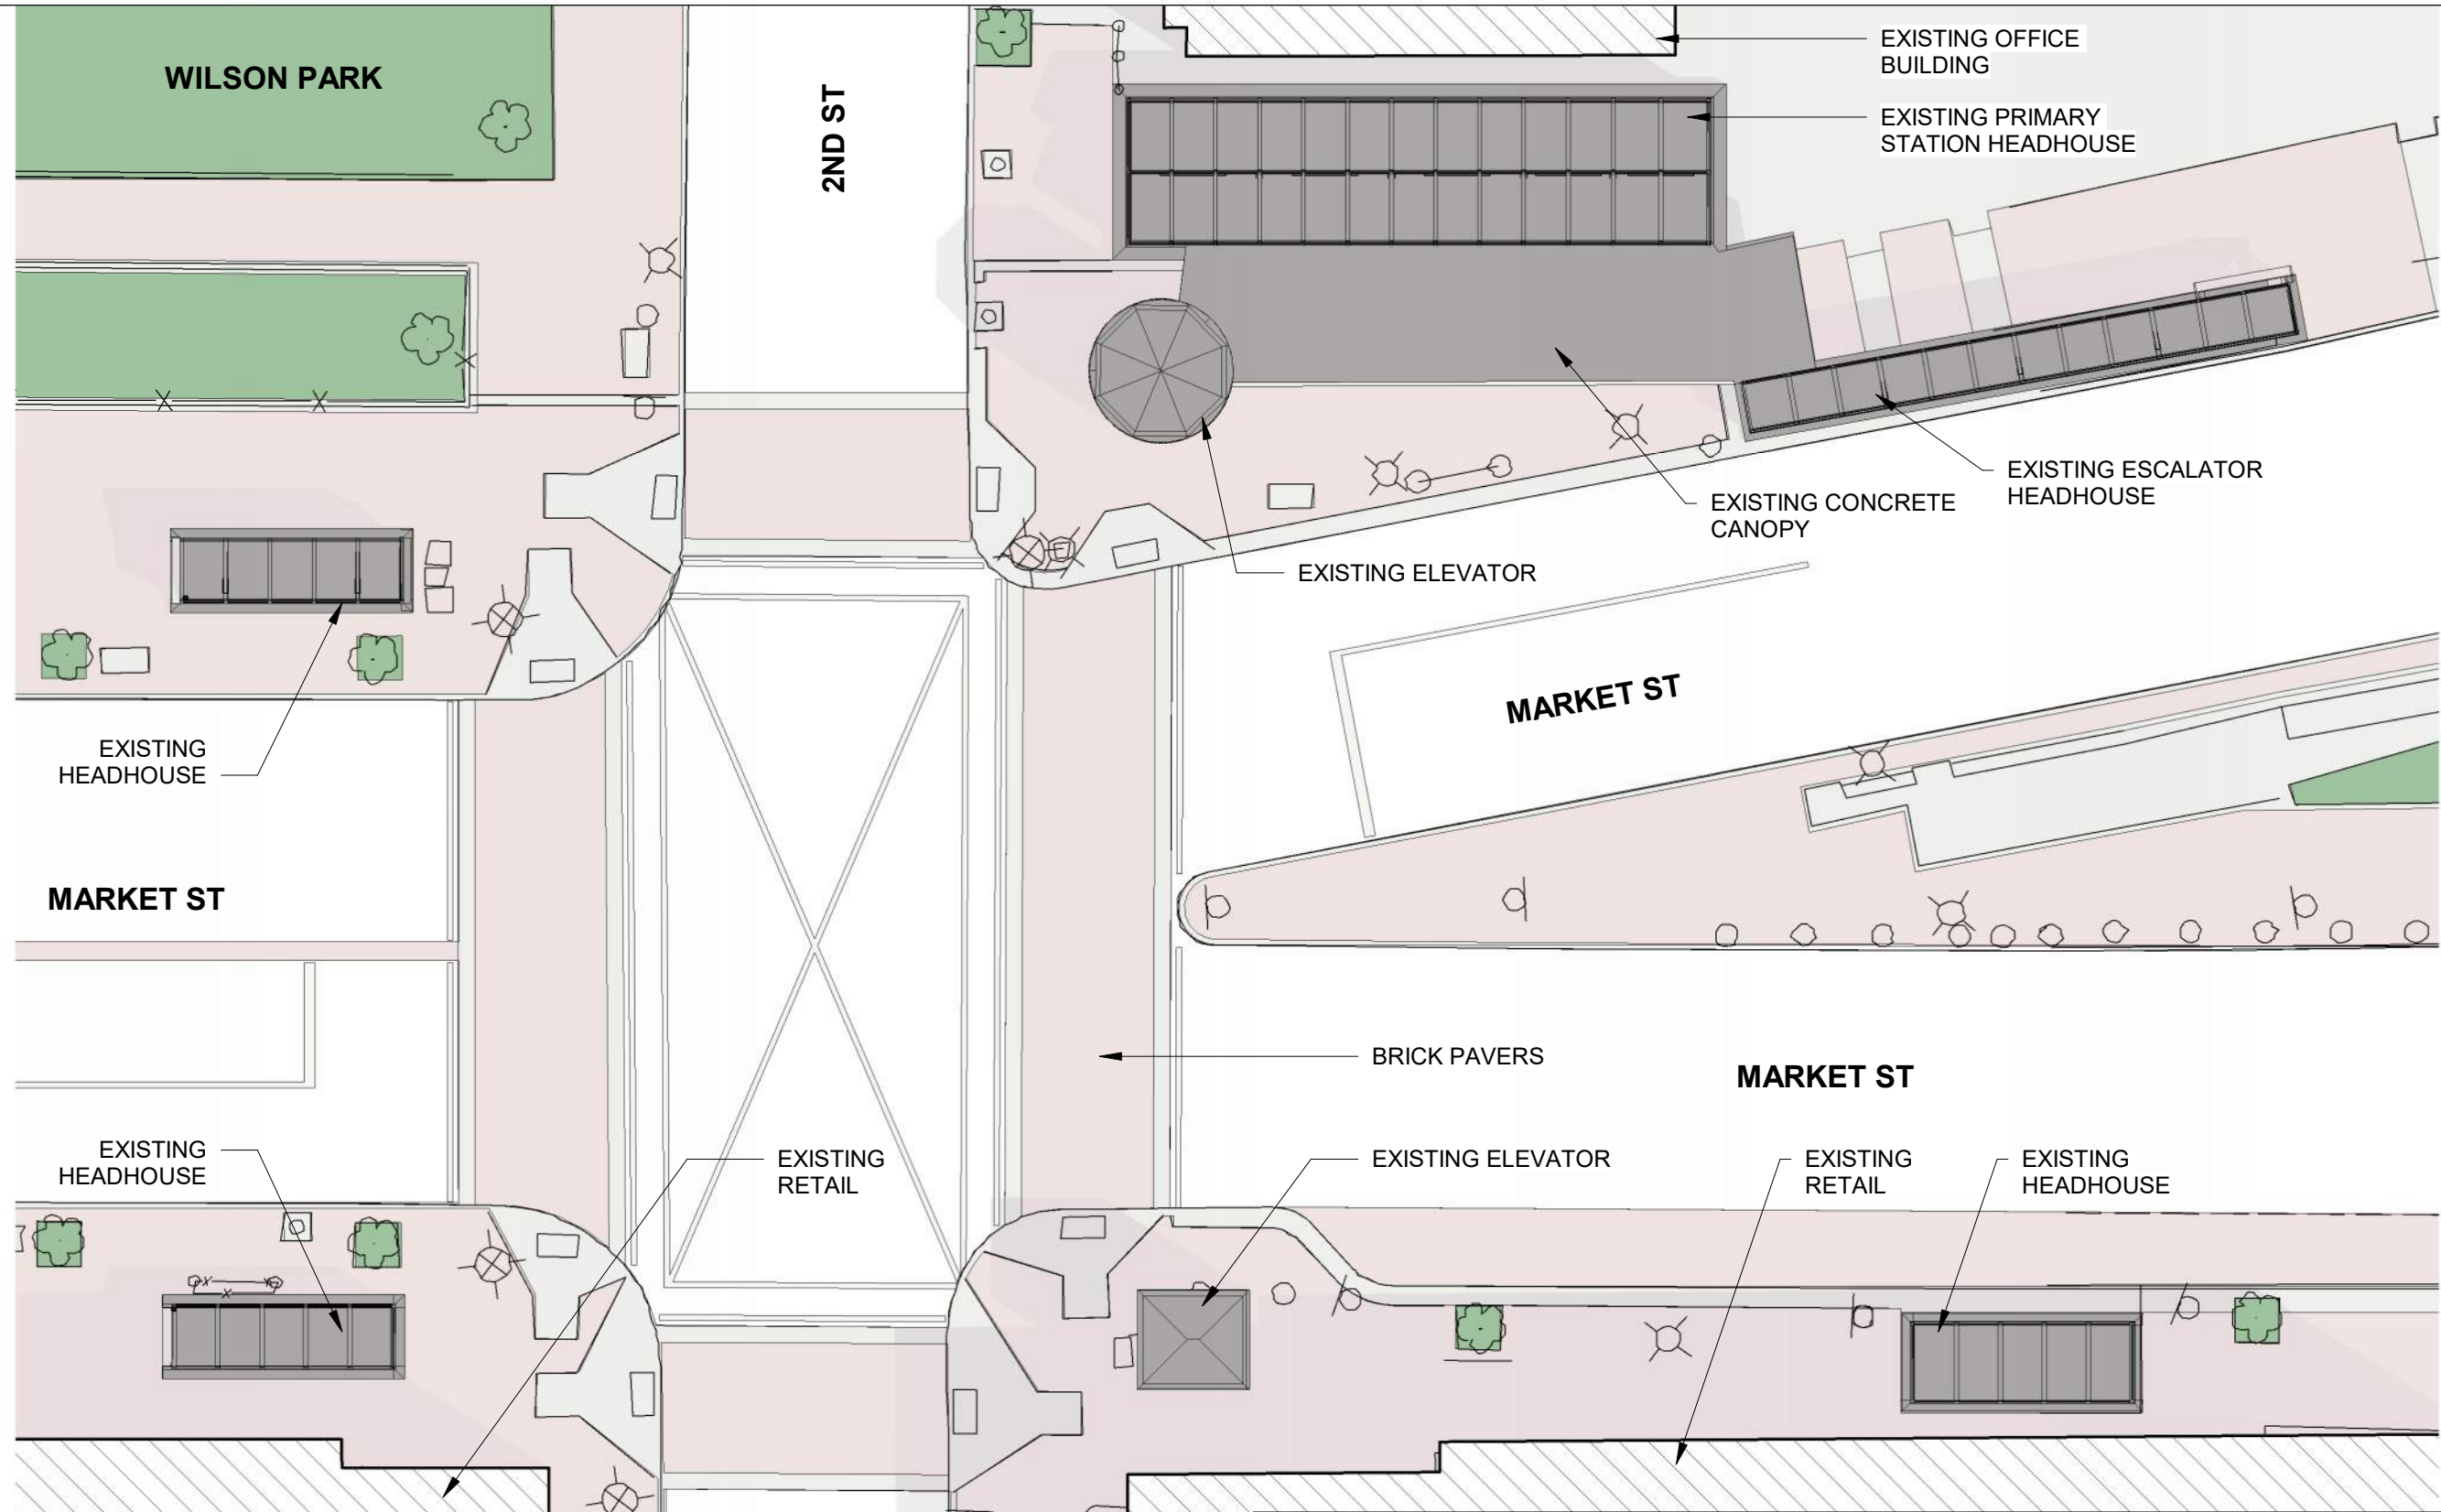 WILSON PARK
2ND ST
EXISTING OFFICE
BUILDING
EXISTING PRIMARY
STATION HEADHOUSE
EXISTING ESCALATOR
HEADHOUSE
EXISTING CONCRETE
CANOPY
EXISTING ELEVATOR
MARKET ST
EXISTING
HEADHOUSE
MARKET ST
BRICK PAVERS
MARKET ST
EXISTING
HEADHOUSE
EXISTING
RETAIL
EXISTING ELEVATOR
EXISTING
RETAIL
EXISTING
HEADHOUSE